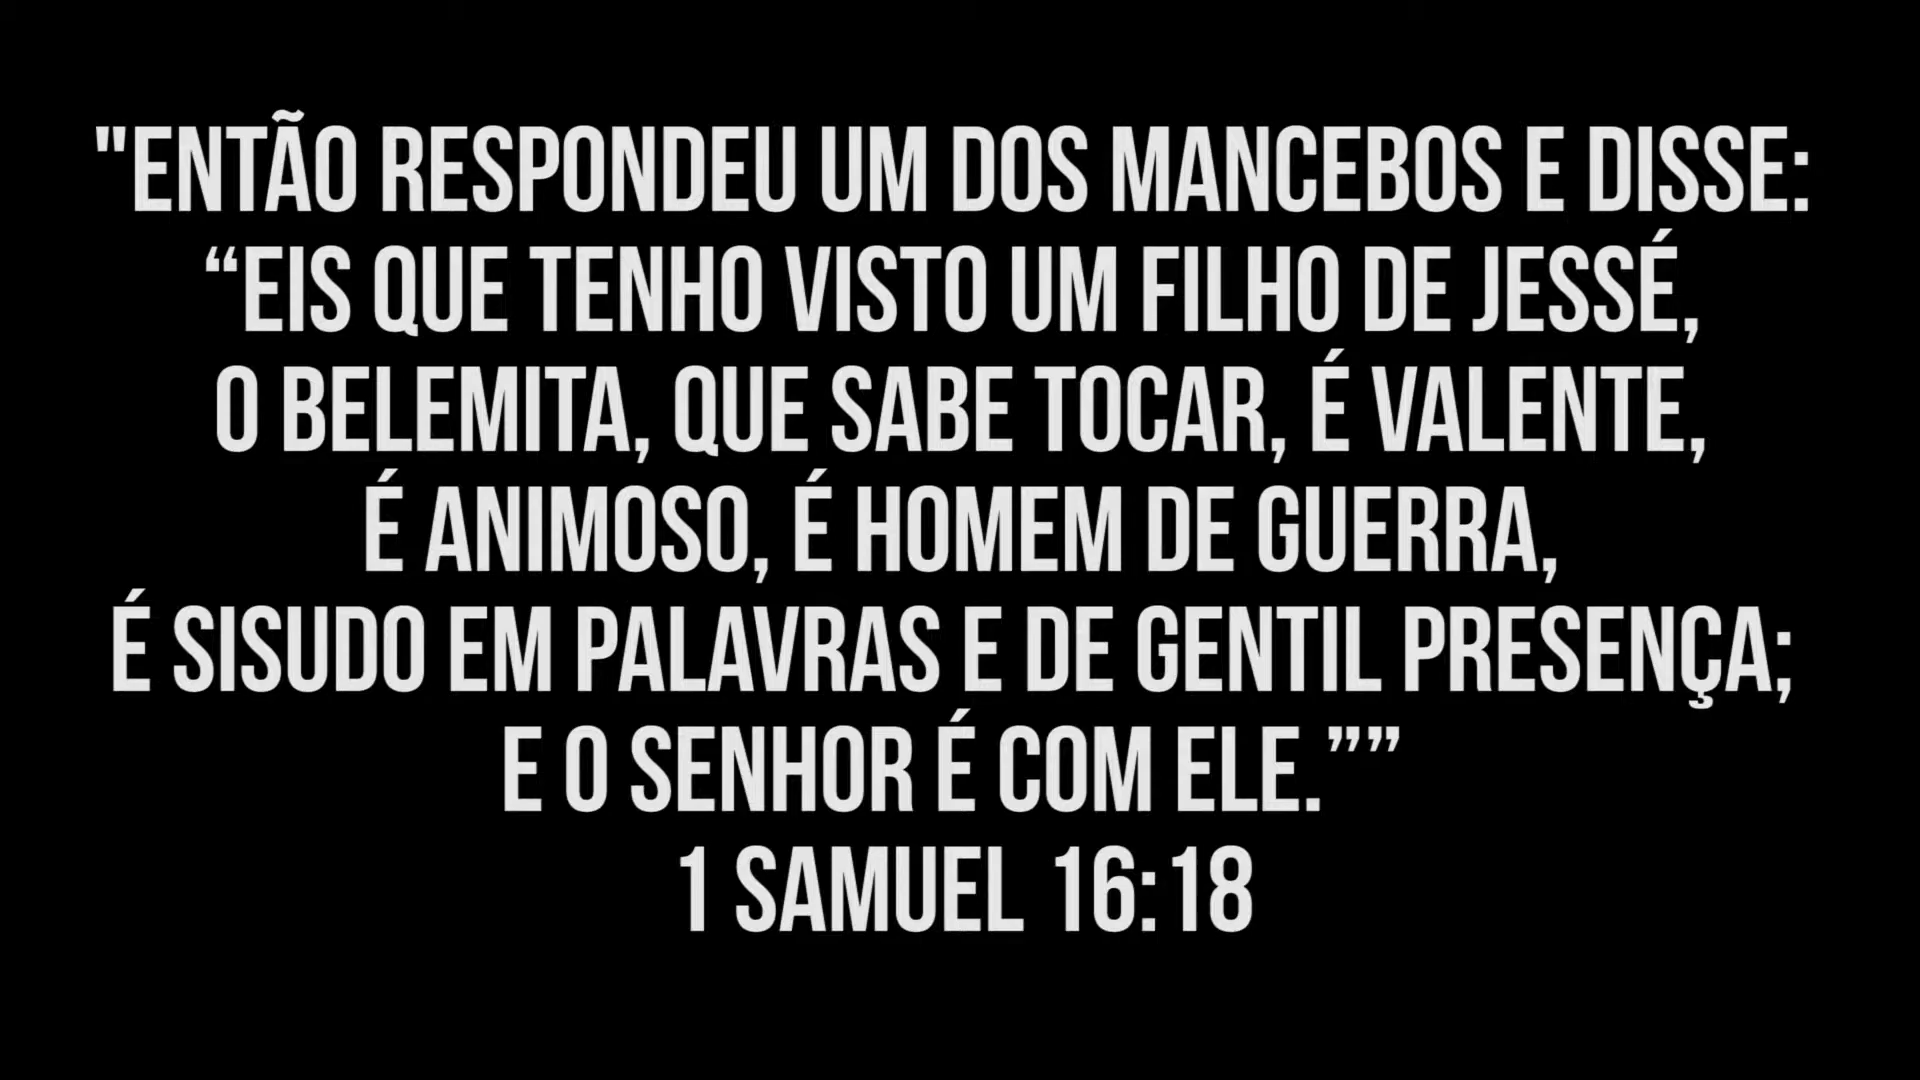 "ENTÃO RESPONDEU UM DOS MANCEBOS E DISSE:
“EIS QUE TENHO VISTO UM FILHO DE JESSÉ,
O BELEMITA, QUE SABE TOCAR, É VALENTE,
É ANIMOSO, É HOMEM DE GUERRA,
É SISUDO EM PALAVRAS E DE GENTIL PRESENÇA;
E O SENHOR É COM ELE.””
1 SAMUEL 16:18